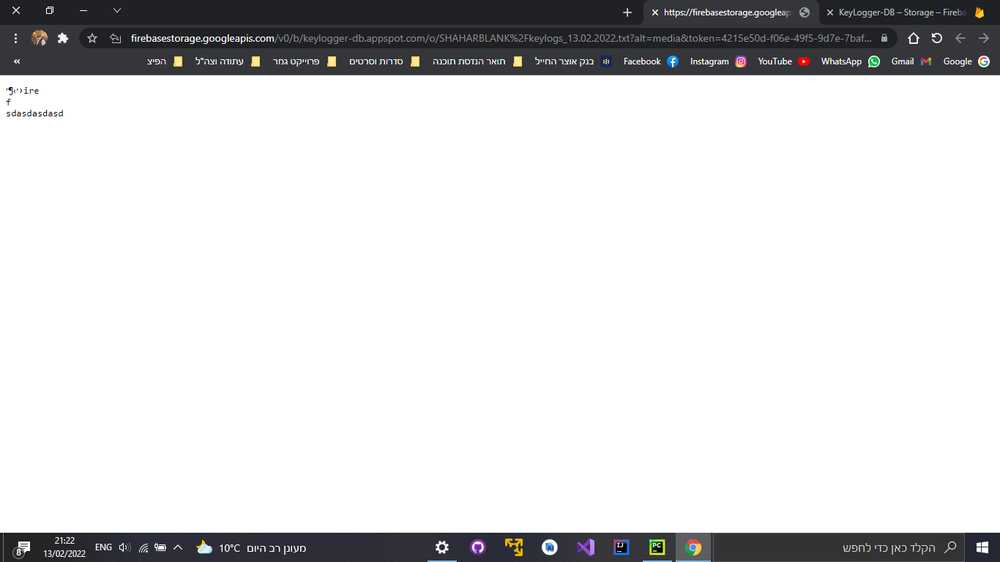 https://firebasestorage.googleapi
KeyLogger-DB – Storage – Fireb
firebasestorage.googleapis.com/v0/b/keylogger-db.appspot.com/o/SHAHARBLANK%2Fkeylogs_13.02.2022.txt?alt=media&token=4215e50d-f06e-49f5-9d7e-7baf...
Google
Gmail
WhatsApp
YouTube
Instagram
Facebook
בנק אוצר החייל
תואר הנדסת תוכנה
סדרות וסרטים
פרוייקט גמר
עתודה וצה"ל
הפיצ
»
ire
f
sdasdasdasd
הקלד כאן כדי לחפש
10°C מעונן רב היום
ENG
21:22
13/02/2022
8